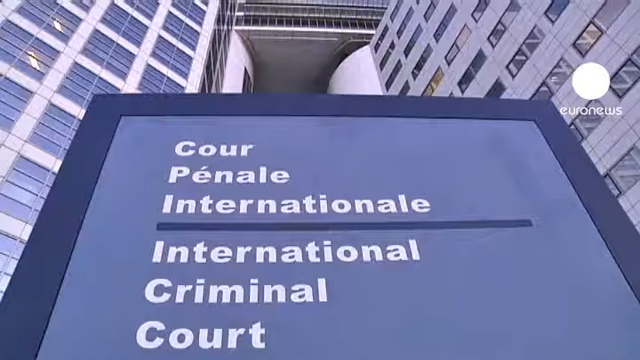 euronews
Cour
Pénale
Internationale
International
Criminal
Court